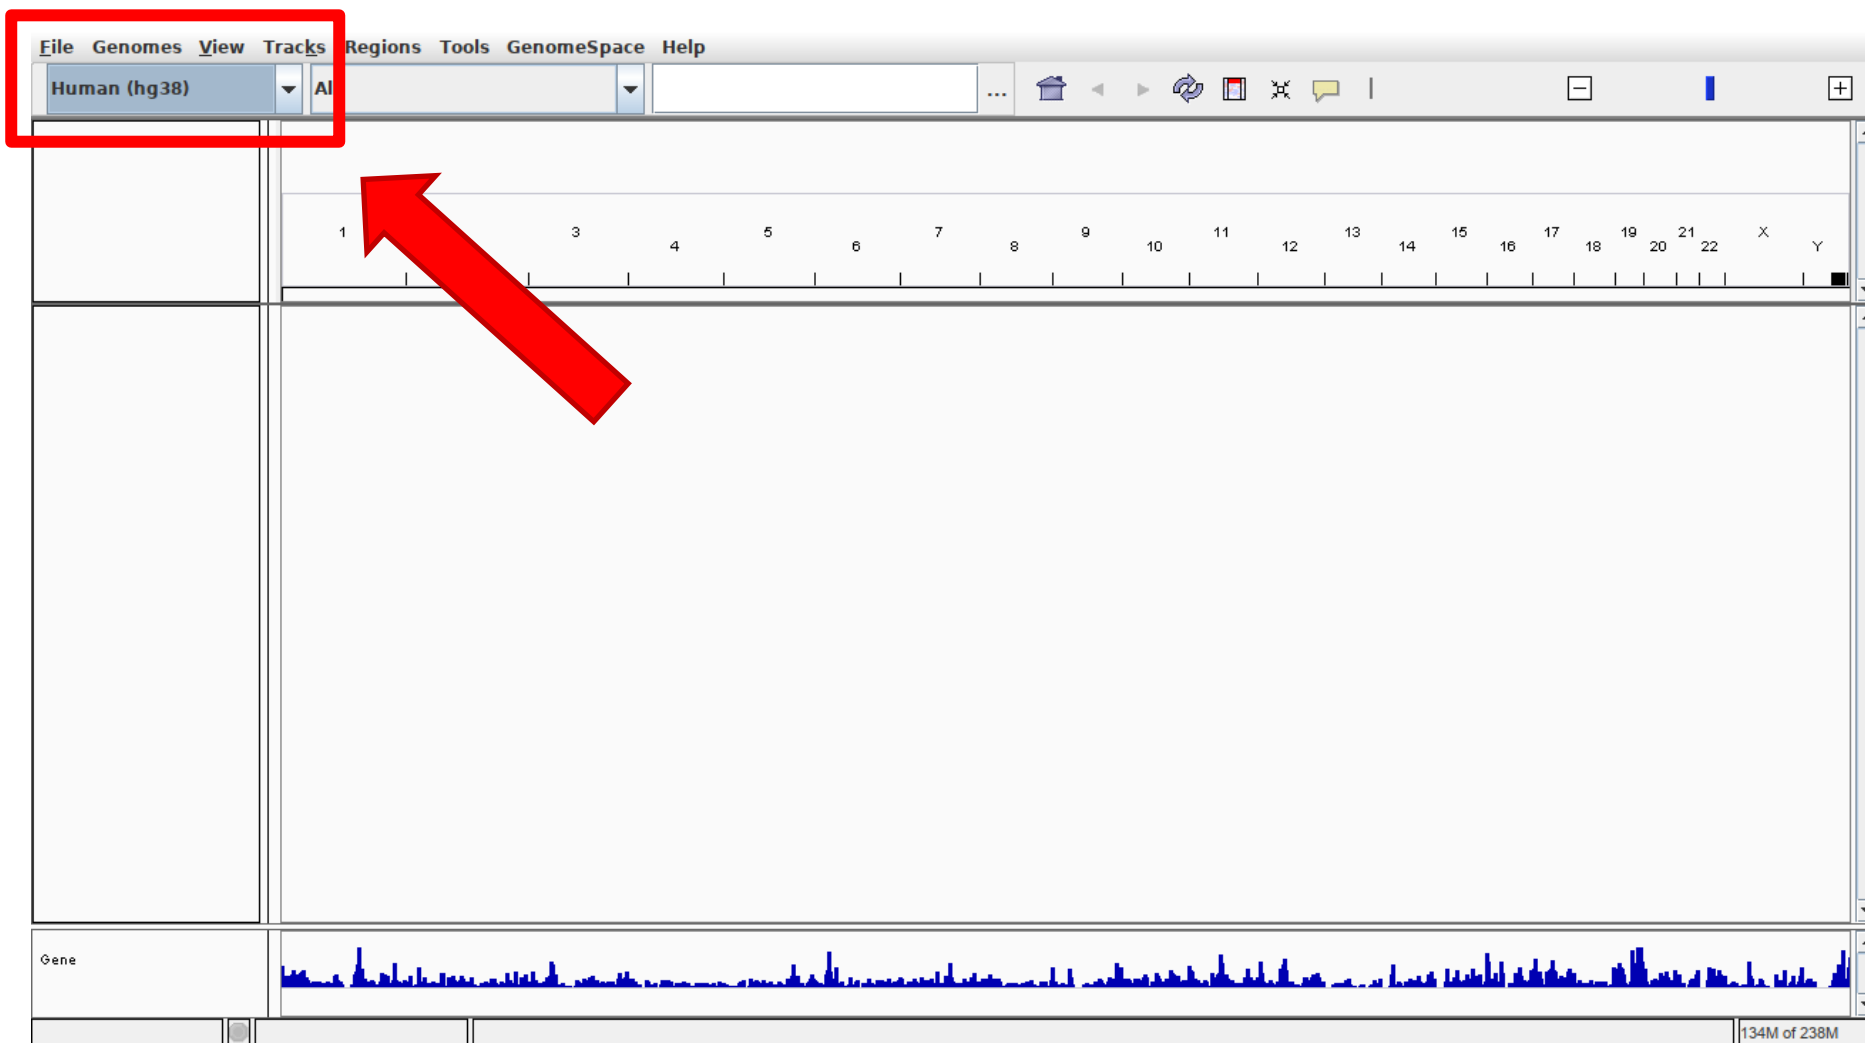 File Genomes View Tracks Regions Tools GenomeSpace Help
Human (hg38) Al ...
1 3 5 7 9 11 13 15 17 19 21 X
4 6 8 10 12 14 16 18 20 22 Y
Gene
134M of 238M